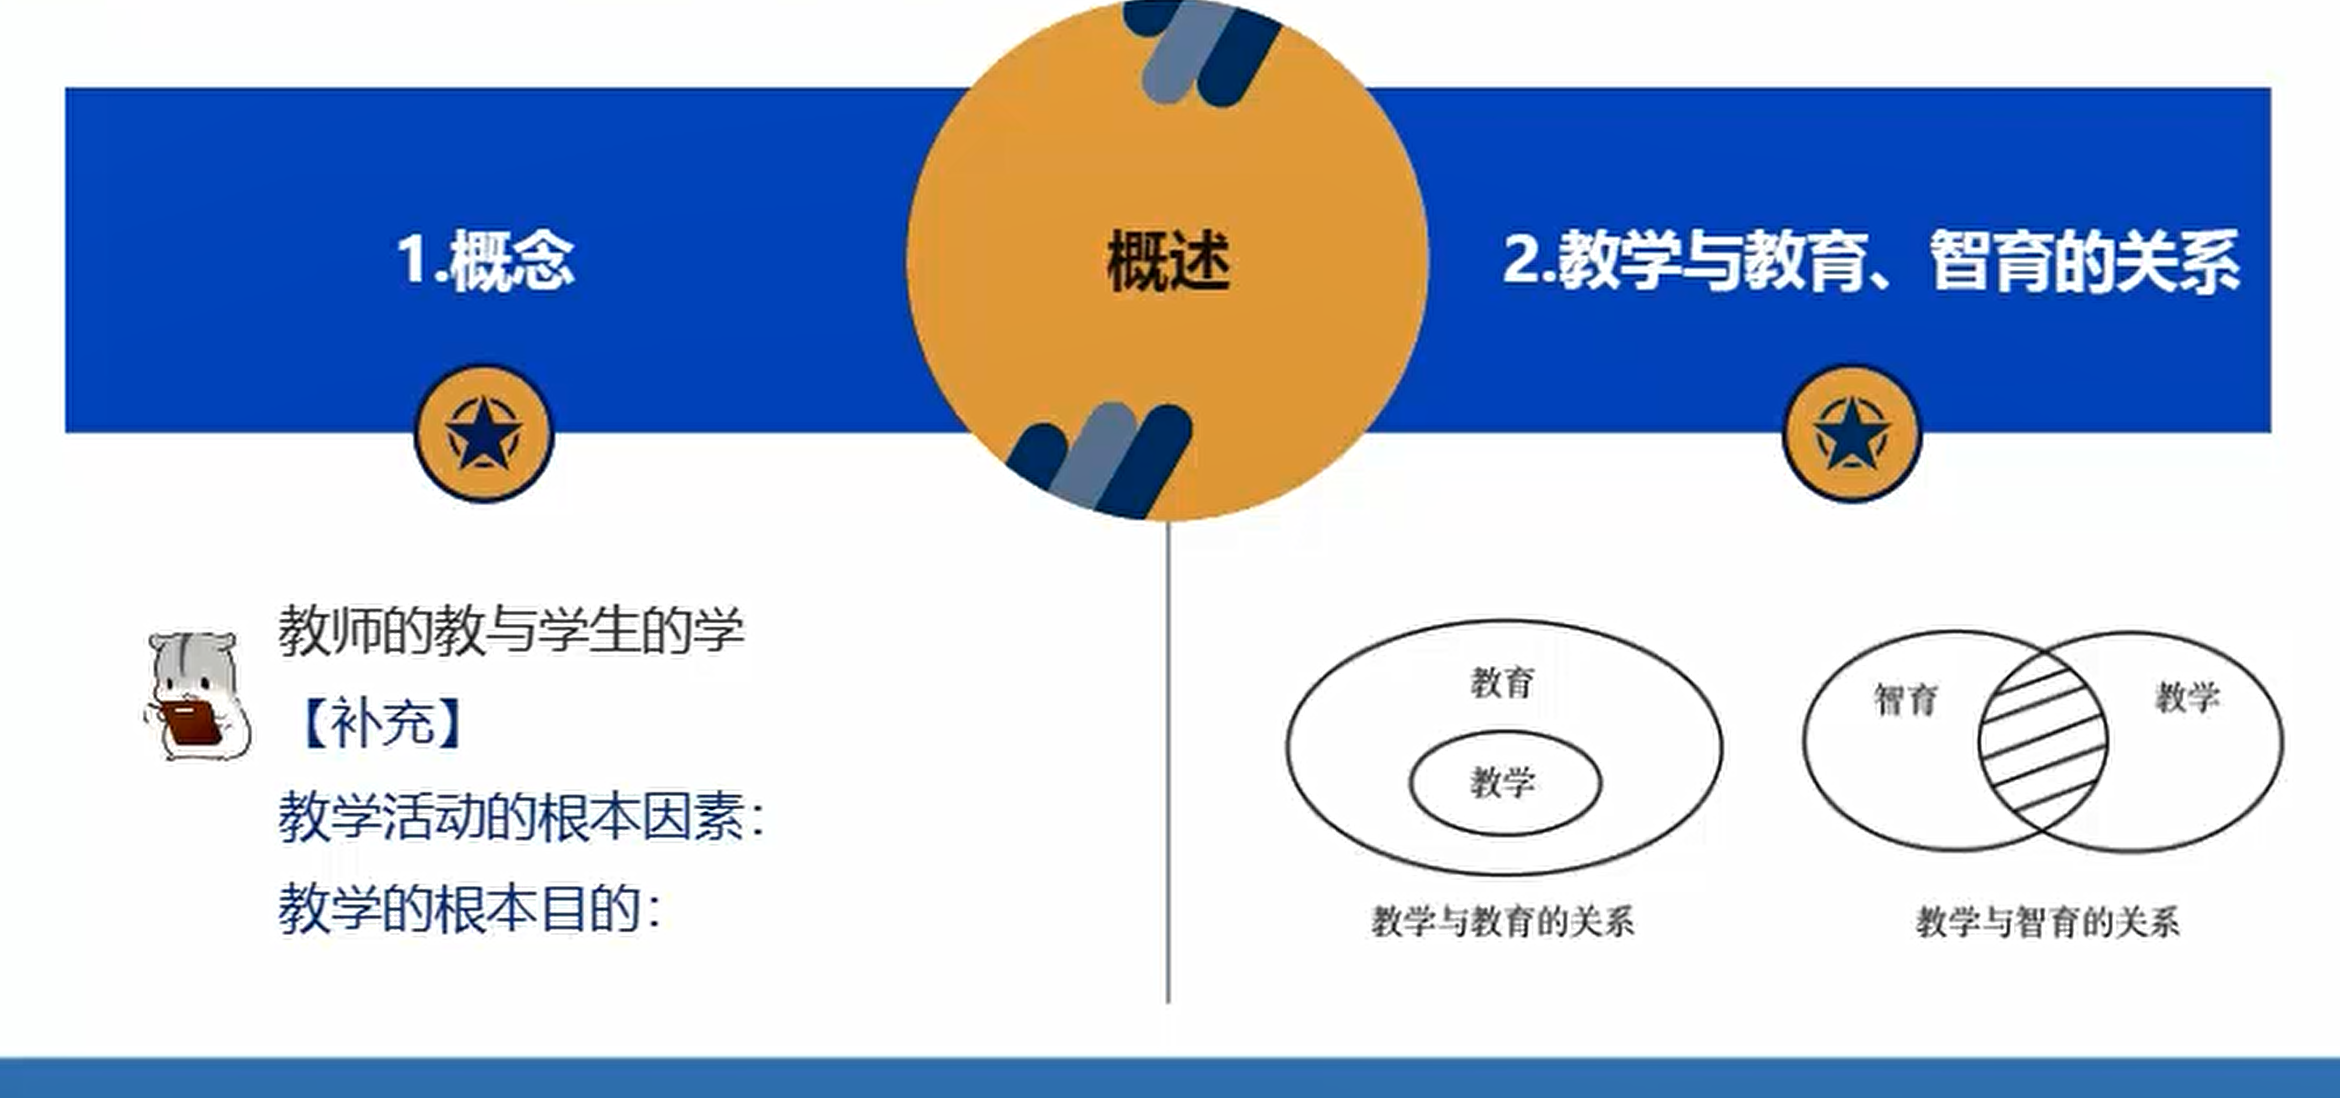 概述
1.概念
2.教学与教育、智育的关系
教师的教与学生的学
【补充】
教学活动的根本因素：
教学的根本目的：
教育
教学
教学与教育的关系
智育
教学
教学与智育的关系